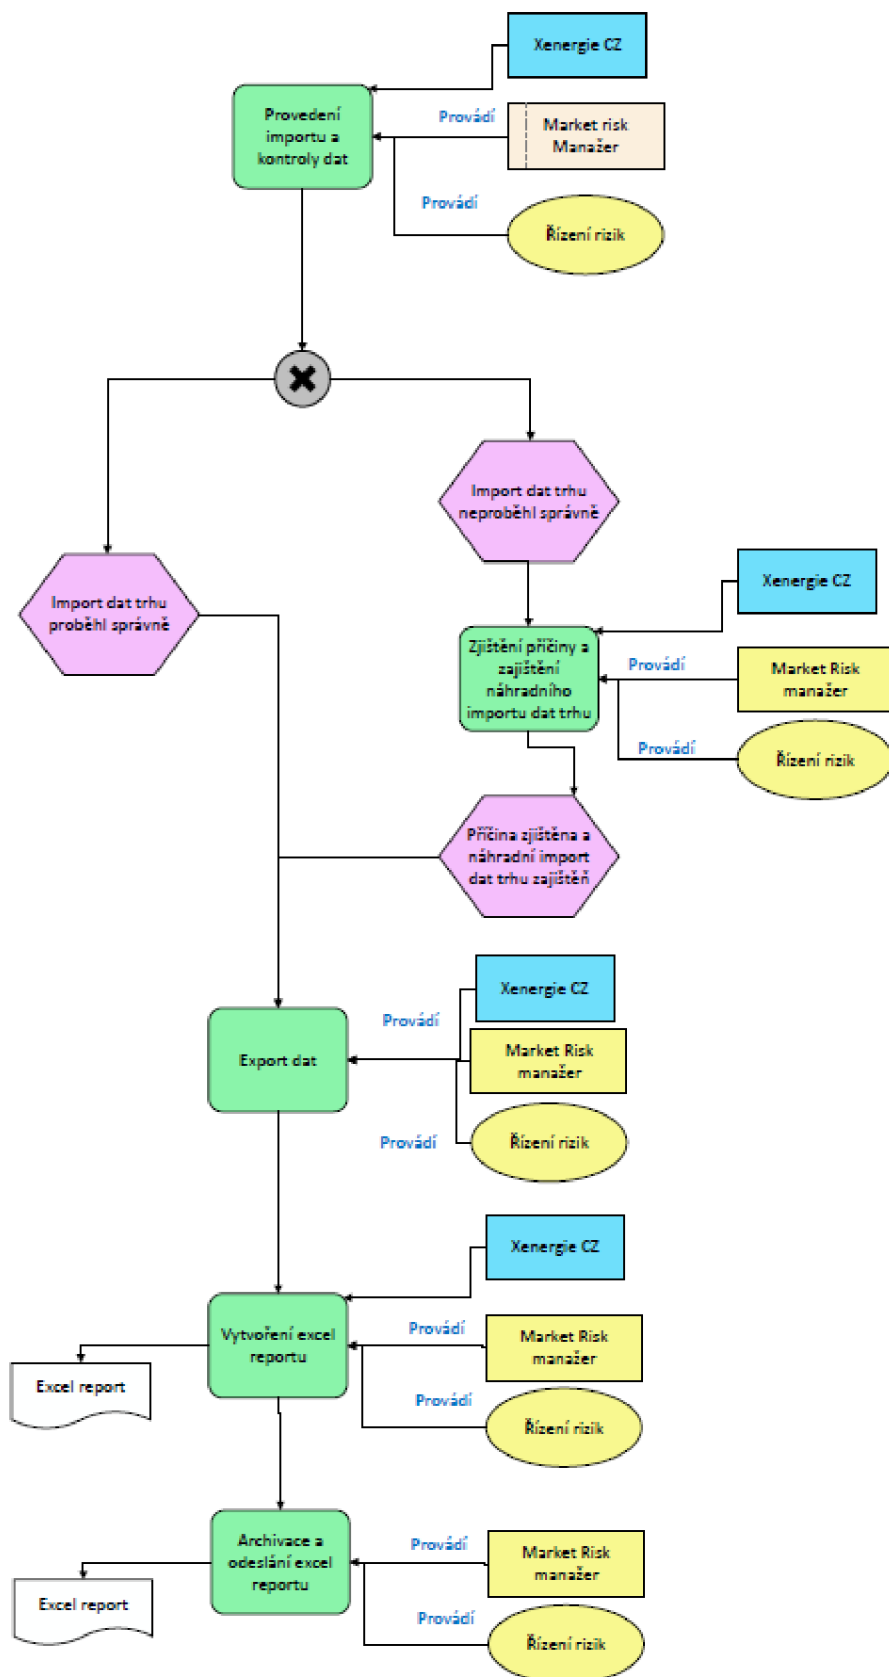 Xenergie CZ
Provedení
importu a
kontroly dat
Provádí
Market risk
Manažer
Provádí
Řízení rizik
Import dat trhu
neproběhl správně
Import dat trhu
proběhl správně
Xenergie CZ
Zjištění příčiny a
zajištění
náhradního
importu dat trhu
Provádí
Market Risk
manažer
Provádí
Řízení rizik
Příčina zjištěna a
náhradní import
dat trhu zajištěň
Xenergie CZ
Provádí
Export dat
Market Risk
manažer
Provádí
Řízení rizik
Xenergie CZ
Vytvoření excel
reportu
Provádí
Market Risk
manažer
Excel report
Provádí
Řízení rizik
Archivace a
odeslání excel
reportu
Provádí
Market Risk
manažer
Excel report
Provádí
Řízení rizik